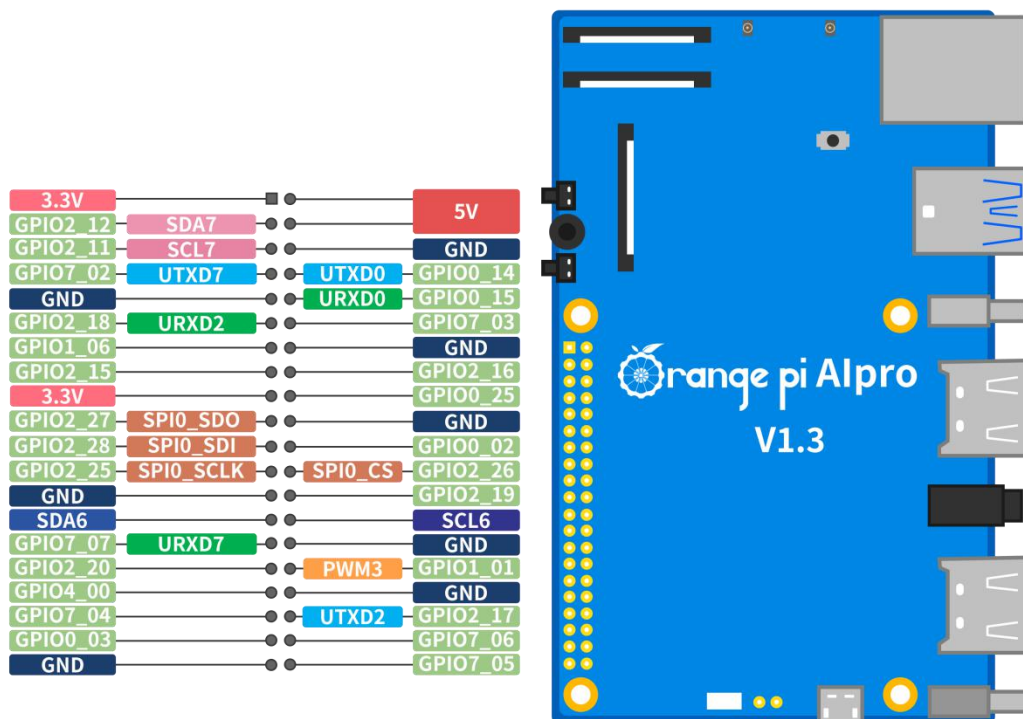 3.3V 5V
GPIO2_12 SDA7
GPIO2_11 SCL7 GND
GPIO7_02 UTXD7 UTXD0 GPIO0_14
GND URXD0 GPIO0_15
GPIO2_18 URXD2 GPIO7_03
GPIO1_06 GND
GPIO2_15 GPIO2_16
3.3V GPIO0_25
GPIO2_27 SPI0_SDO GND
GPIO2_28 SPI0_SDI GPIO0_02
GPIO2_25 SPI0_SCLK SPI0_CS GPIO2_26
GND GPIO2_19
SDA6 SCL6
GPIO7_07 URXD7 GND
GPIO2_20 PWM3 GPIO1_01
GPIO4_00 GND
GPIO7_04 UTXD2 GPIO2_17
GPIO0_03 GPIO7_06
GND GPIO7_05
Orange pi AIpro
V1.3